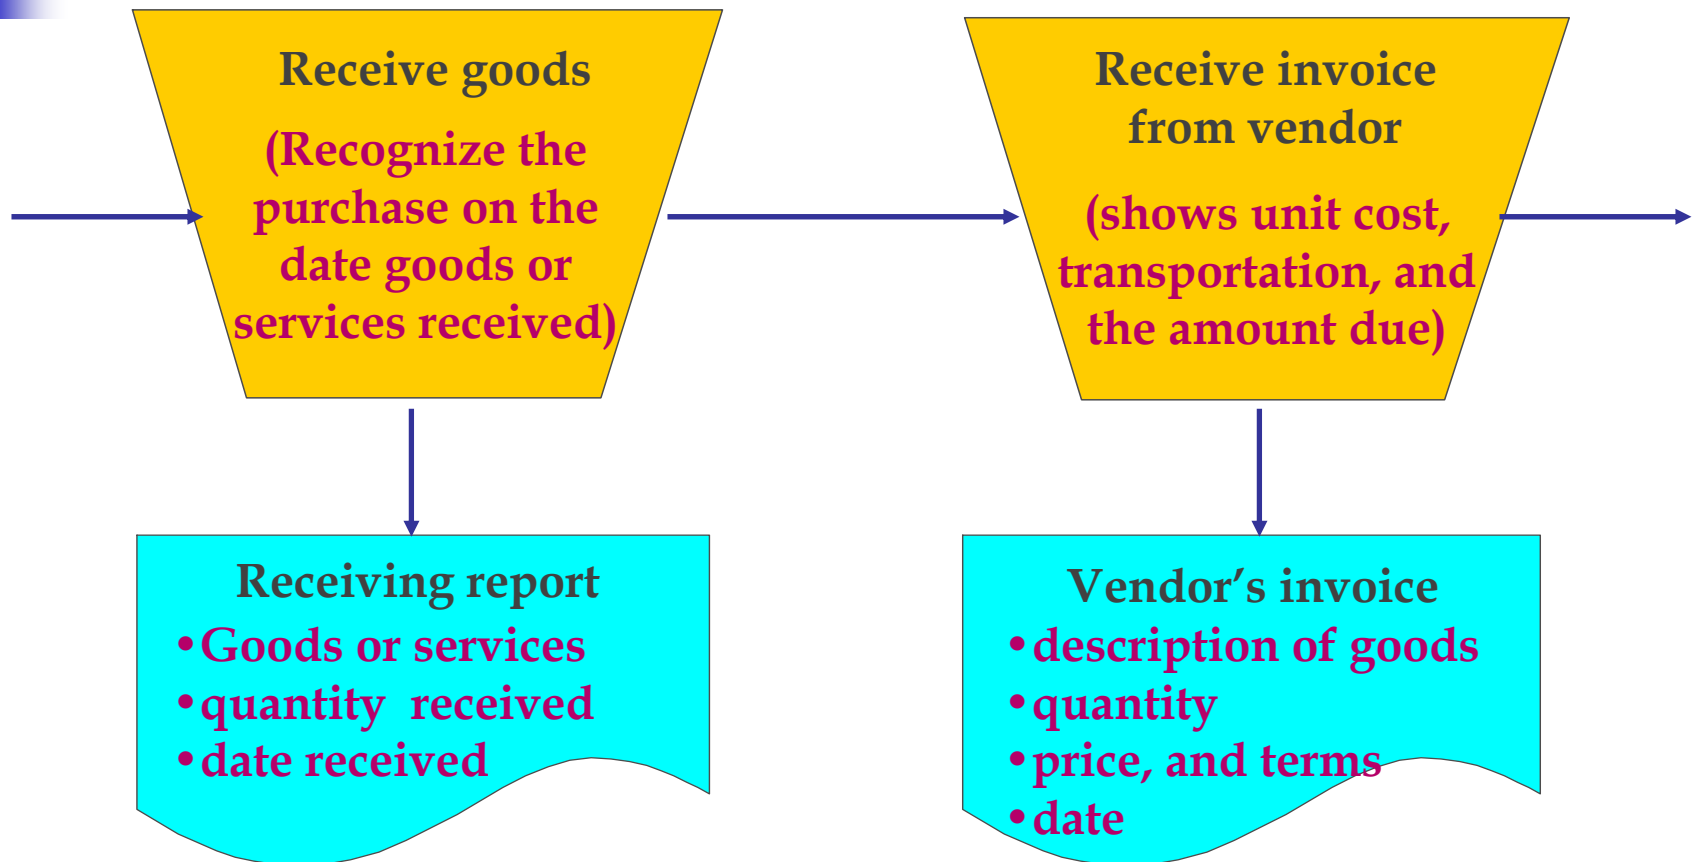 Receive goods
(Recognize the
purchase on the
date goods or
services received)
Receive invoice
from vendor
(shows unit cost,
transportation, and
the amount due)
Receiving report
•Goods or services
•quantity  received
•date received
Vendor’s invoice
•description of goods
•quantity
•price, and terms
•date